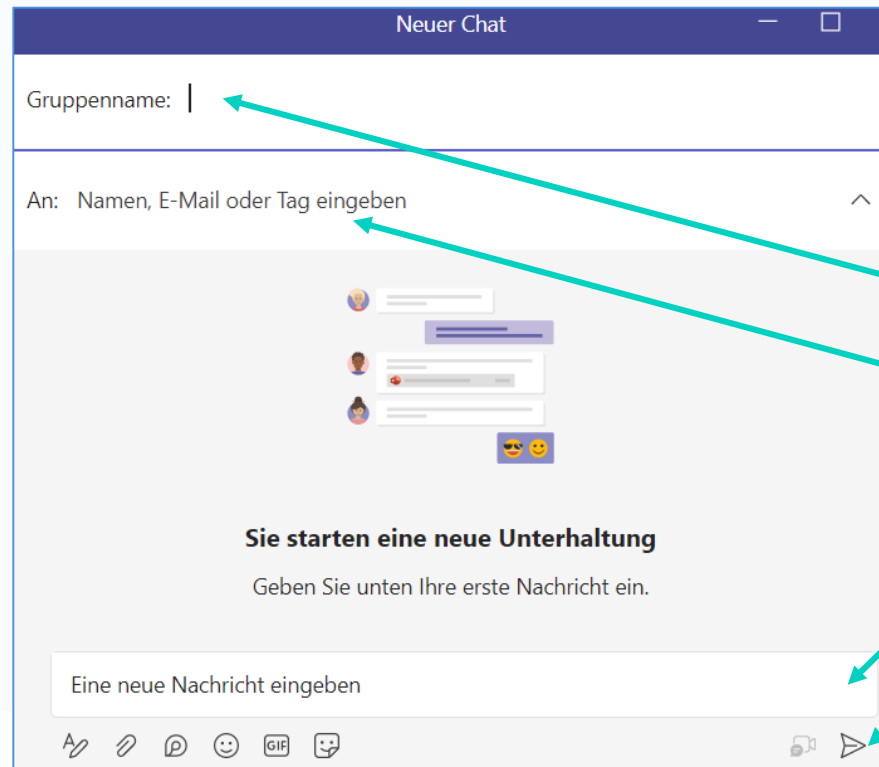 Neuer Chat
Gruppenname:
An: Namen, E-Mail oder Tag eingeben
Sie starten eine neue Unterhaltung
Geben Sie unten Ihre erste Nachricht ein.
Eine neue Nachricht eingeben
GIF